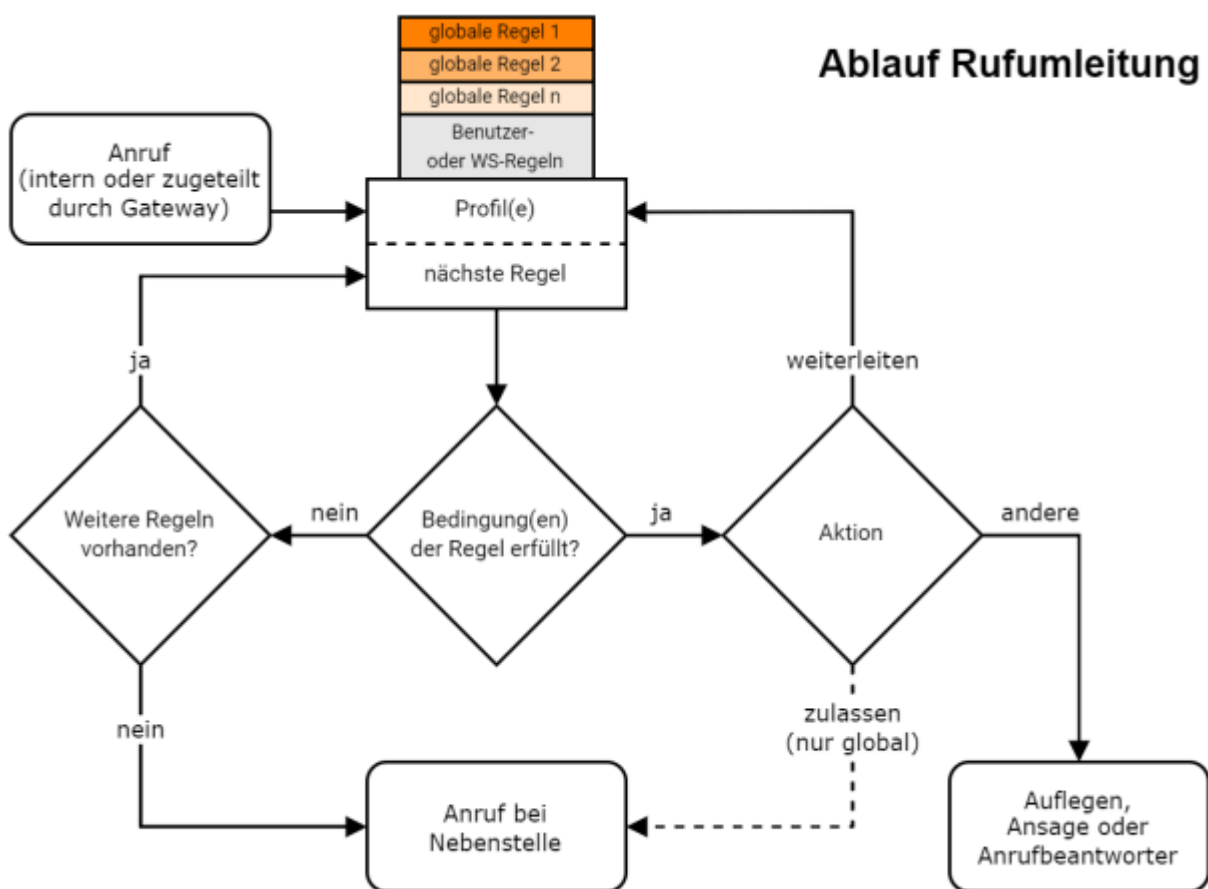 globale Regel 1
Ablauf Rufumleitung
globale Regel 2
globale Regel n
Benutzer-
oder WS-Regeln
Anruf
(intern oder zugeteilt
durch Gateway)
Profil(e)
nächste Regel
ja
weiterleiten
Weitere Regeln
vorhanden?
nein
Bedingung(en)
der Regel erfüllt?
ja
Aktion
andere
nein
zulassen
(nur global)
Anruf bei
Nebenstelle
Auflegen,
Ansage oder
Anrufbeantworter